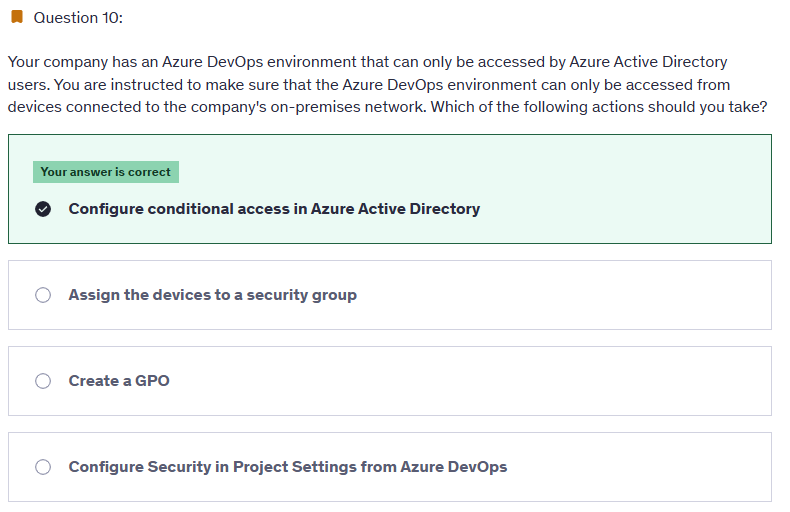 Question 10:
Your company has an Azure DevOps environment that can only be accessed by Azure Active Directory
users. You are instructed to make sure that the Azure DevOps environment can only be accessed from
devices connected to the company's on-premises network. Which of the following actions should you take?
Your answer is correct
Configure conditional access in Azure Active Directory
Assign the devices to a security group
Create a GPO
Configure Security in Project Settings from Azure DevOps